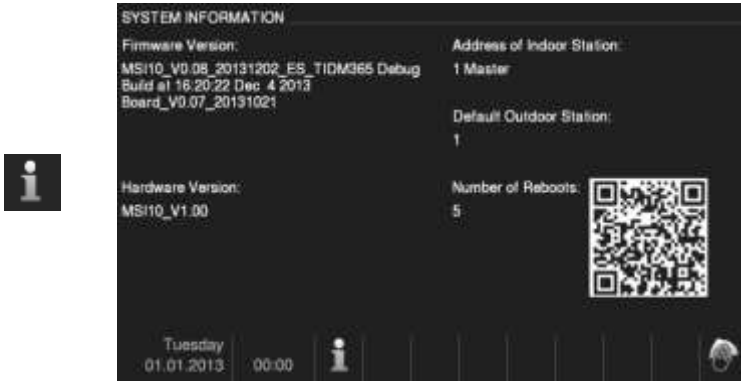 SYSTEM INFORMATION
Firmware Version:
MSI10_V0.08_20131202_ES_TIDM365 Debug
Build at 16:20:22 Dec 4 2013
Board_V0.07_20131021
Address of Indoor Station:
1 Master
Default Outdoor Station:
1
Hardware Version:
MSI10_V1.00
Number of Reboots:
5
Tuesday
01.01.2013
00:00